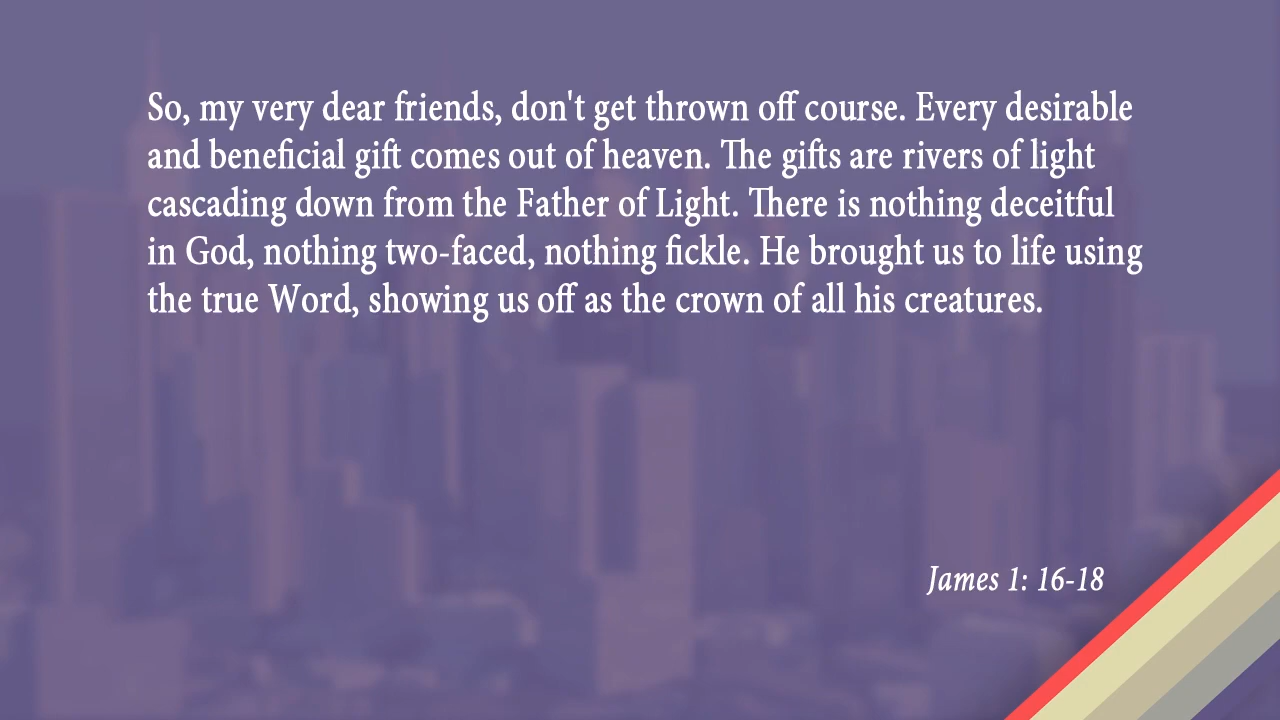 So, my very dear friends, don't get thrown off course. Every desirable
and beneficial gift comes out of heaven. The gifts are rivers of light
cascading down from the Father of Light. There is nothing deceitful
in God, nothing two-faced, nothing fickle. He brought us to life using
the true Word, showing us off as the crown of all his creatures.
James 1: 16-18